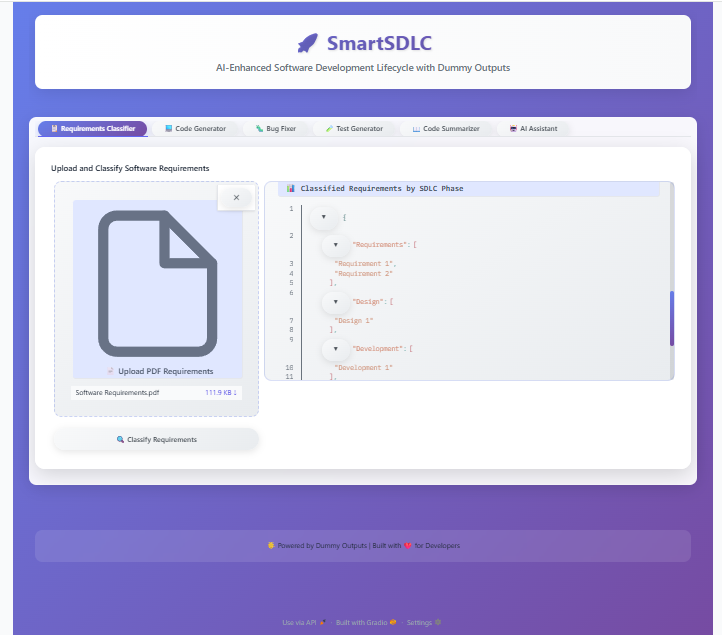 SmartSDLC
AI-Enhanced Software Development Lifecycle with Dummy Outputs
Requirements Classifier
Code Generator
Bug Fixer
Test Generator
Code Summarizer
AI Assistant
Upload and Classify Software Requirements
Upload PDF Requirements
Software Requirements.pdf 111.9 KB ↓
Classify Requirements
Classified Requirements by SDLC Phase
1 {
2 "Requirements": [
3 "Requirement 1",
4 "Requirement 2"
5 ],
6 "Design": [
7 "Design 1"
8 ],
9 "Development": [
10 "Development 1"
11 ],
Powered by Dummy Outputs | Built with ❤️ for Developers
Use via API · Built with Gradio · Settings